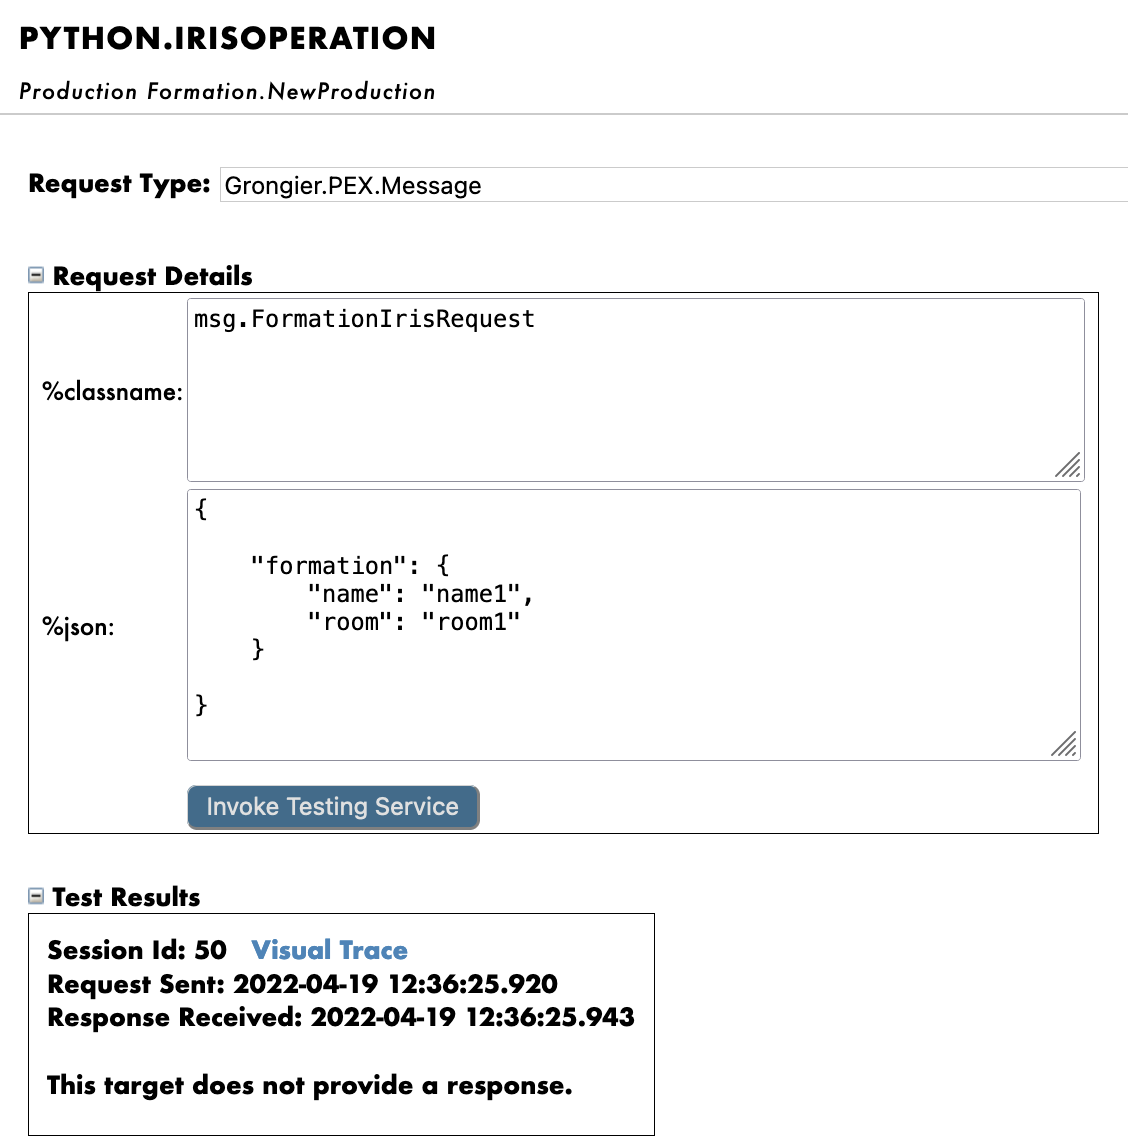 PYTHON.IRISOPERATION
Production Formation.NewProduction
Request Type: Grongier.PEX.Message
Request Details
%classname:
msg.FormationIrisRequest
%json:
{
"formation": {
"name": "name1",
"room": "room1"
}
}
Invoke Testing Service
Test Results
Session Id: 50 Visual Trace
Request Sent: 2022-04-19 12:36:25.920
Response Received: 2022-04-19 12:36:25.943
This target does not provide a response.